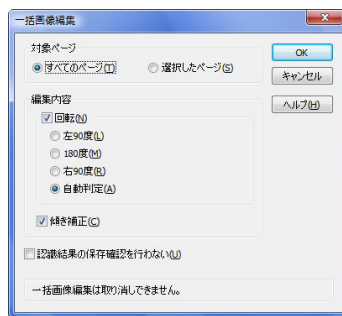 一括画像編集
対象ページ
すべてのページ(T)
選択したページ(S)
OK
キャンセル
ヘルプ(H)
編集内容
回転(N)
左90度(L)
180度(M)
右90度(R)
自動判定(A)
傾き補正(C)
認識結果の保存確認を行わない(U)
一括画像編集は取り消しできません。